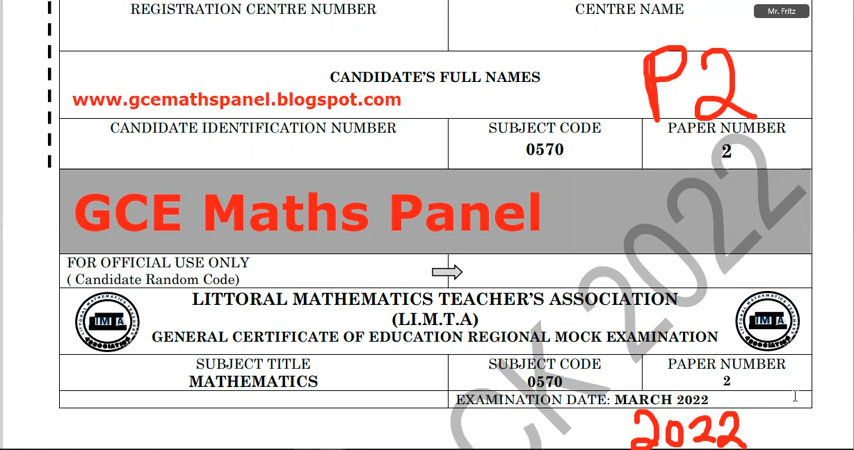 REGISTRATION CENTRE NUMBER
CENTRE NAME
Mr. Fritz
CANDIDATE'S FULL NAMES
www.gcemathspanel.blogspot.com
P2
CANDIDATE IDENTIFICATION NUMBER
SUBJECT CODE
0570
PAPER NUMBER
2
GCE Maths Panel
FOR OFFICIAL USE ONLY
( Candidate Random Code)
LITTORAL MATHEMATICS TEACHER'S ASSOCIATION
(LI.M.T.A)
GENERAL CERTIFICATE OF EDUCATION REGIONAL MOCK EXAMINATION
SUBJECT TITLE
MATHEMATICS
SUBJECT CODE
0570
PAPER NUMBER
2
EXAMINATION DATE: MARCH 2022
2022
CK 2022